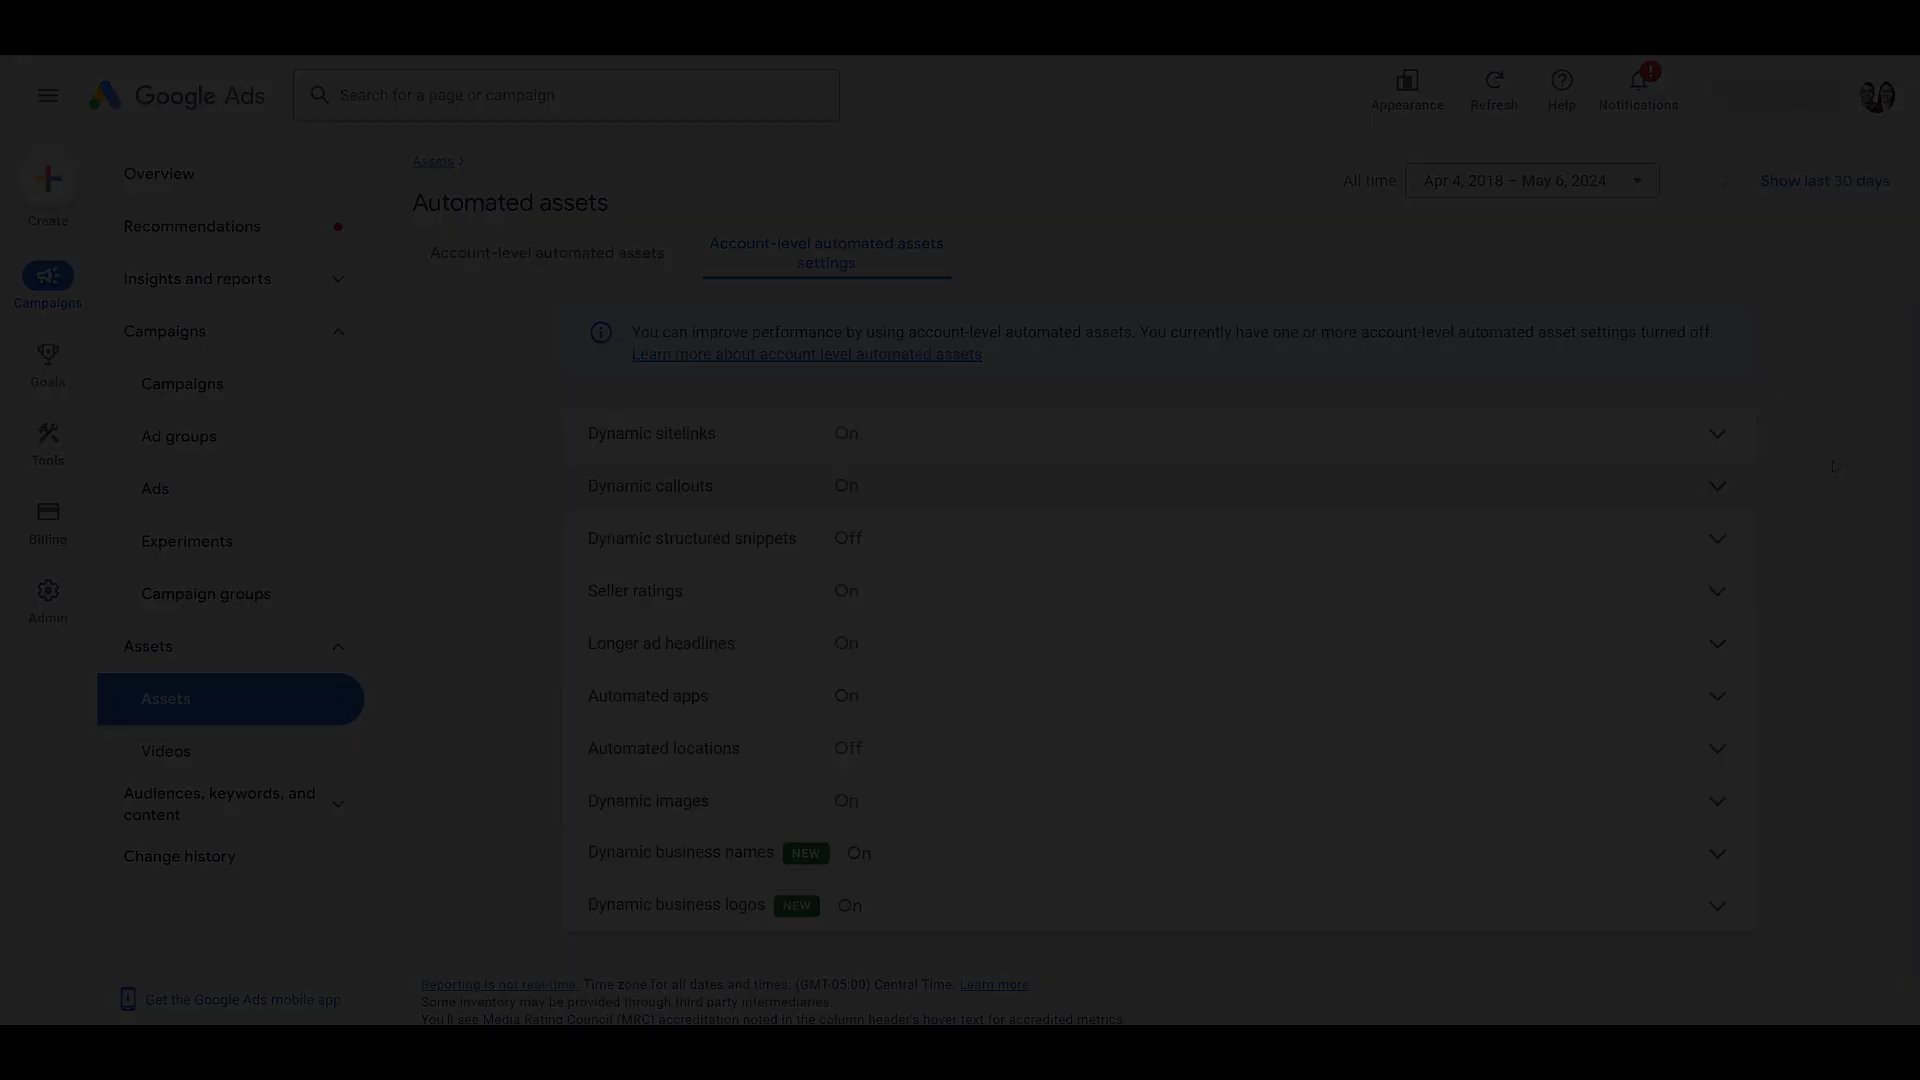 Google Ads
Search for a page or campaign
Appearance
Refresh
Help
!
Notifications
Create
Campaigns
Goals
Tools
Billing
Admin
Overview
Recommendations
Insights and reports
Campaigns
Campaigns
Ad groups
Ads
Experiments
Campaign groups
Assets
Assets
Videos
Audiences, keywords, and
content
Change history
Get the Google Ads mobile app
Assets
All time
Apr 4, 2018 – May 6, 2024
Show last 30 days
Automated assets
Account-level automated assets
Account-level automated assets
settings
You can improve performance by using account-level automated assets. You currently have one or more account-level automated asset settings turned off.
Learn more about account level automated assets
Dynamic sitelinks On
Dynamic callouts On
Dynamic structured snippets Off
Seller ratings On
Longer ad headlines On
Automated apps On
Automated locations Off
Dynamic images On
Dynamic business names NEW On
Dynamic business logos NEW On
Reporting is not real-time. Time zone for all dates and times: (GMT-05:00) Central Time. Learn more
Some inventory may be provided through third party intermediaries.
You'll see Media Rating Council (MRC) accreditation noted in the column header's hover text for accredited metrics.